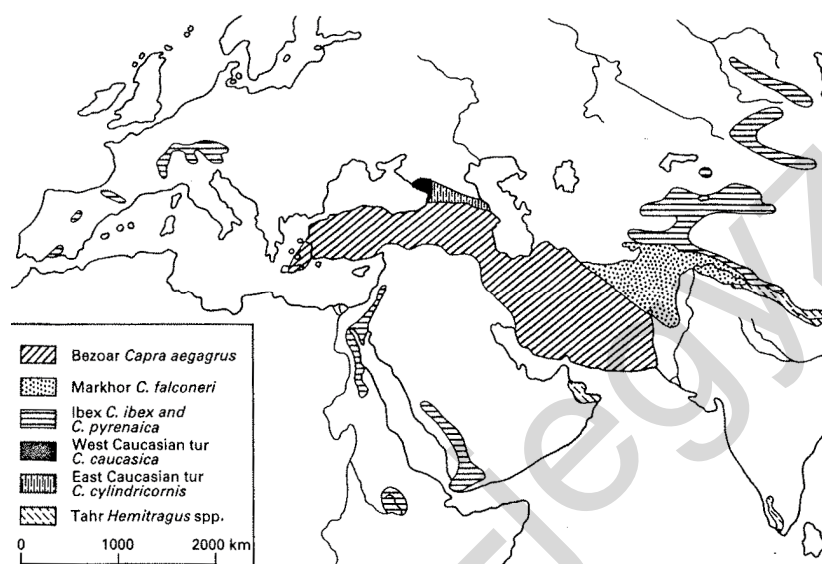 Bezoar Capra aegagrus
Markhor C. falconeri
Ibex C. ibex and
C. pyrenaica
West Caucasian tur
C. caucasica
East Caucasian tur
C. cylindricornis
Tahr Hemitragus spp.
0 1000 2000 km